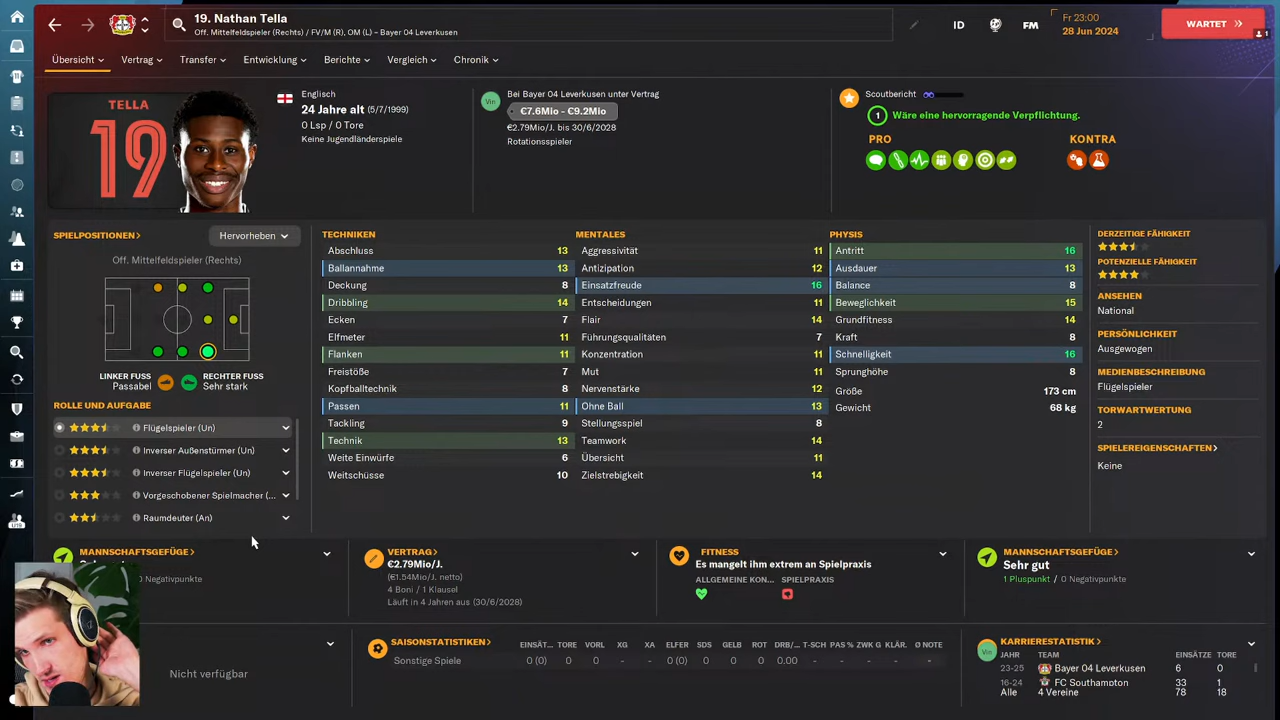 19. Nathan Tella
Off. Mittelfeldspieler (Rechts) / FV/M (R), OM (L) – Bayer 04 Leverkusen
ID
FM
Fr 23:00
28 Jun 2024
WARTET
1
Übersicht
Vertrag
Transfer
Entwicklung
Berichte
Vergleich
Chronik
TELLA
19
Englisch
24 Jahre alt (5/7/1999)
0 Lsp / 0 Tore
Keine Jugendländerspiele
Vin
Bei Bayer 04 Leverkusen unter Vertrag
€7.6Mio - €9.2Mio
€2.79Mio/J. bis 30/6/2028
Rotationsspieler
Scoutbericht
1 Wäre eine hervorragende Verpflichtung.
PRO
KONTRA
SPIELPOSITIONEN
Hervorheben
Off. Mittelfeldspieler (Rechts)
LINKER FUSS
Passabel
RECHTER FUSS
Sehr stark
ROLLE UND AUFGABE
Flügelspieler (Un)
Inverser Außenstürmer (Un)
Inverser Flügelspieler (Un)
Vorgeschobener Spielmacher (...
Raumdeuter (An)
TECHNIKEN
Abschluss 13
Ballannahme 13
Deckung 8
Dribbling 14
Ecken 7
Elfmeter 11
Flanken 11
Freistöße 7
Kopfballtechnik 8
Passen 11
Tackling 9
Technik 13
Weite Einwürfe 6
Weitschüsse 10
MENTALES
Aggressivität 11
Antizipation 12
Einsatzfreude 16
Entscheidungen 11
Flair 14
Führungsqualitäten 7
Konzentration 11
Mut 11
Nervenstärke 12
Ohne Ball 13
Stellungsspiel 8
Teamwork 14
Übersicht 11
Zielstrebigkeit 14
PHYSIS
Antritt 16
Ausdauer 13
Balance 8
Beweglichkeit 15
Grundfitness 14
Kraft 8
Schnelligkeit 16
Sprunghöhe 8
Größe 173 cm
Gewicht 68 kg
DERZEITIGE FÄHIGKEIT
POTENZIELLE FÄHIGKEIT
ANSEHEN
National
PERSÖNLICHKEIT
Ausgewogen
MEDIENBESCHREIBUNG
Flügelspieler
TORWARTWERTUNG
2
SPIELEREIGENSCHAFTEN
Keine
MANNSCHAFTSGEFÜGE
0 Negativpunkte
VERTRAG
€2.79Mio/J.
(€1.54Mio/J. netto)
4 Boni / 1 Klausel
Läuft in 4 Jahren aus (30/6/2028)
FITNESS
Es mangelt ihm extrem an Spielpraxis
ALLGEMEINE KON...
SPIELPRAXIS
MANNSCHAFTSGEFÜGE
Sehr gut
1 Pluspunkt / 0 Negativpunkte
Nicht verfügbar
SAISONSTATISTIKEN
EINSÄT... TORE VORL XG XA ELFER SDS GELB ROT DRB/... T-SCH PAS % ZWK G KLÄR. Ø NOTE
Sonstige Spiele 0 (0) 0 0 - - 0 (0) 0 0 0 0.00 - - - - -
Vin
KARRIERESTATISTIK
JAHR TEAM EINSÄTZE TORE
23-25 Bayer 04 Leverkusen 6 0
16-24 FC Southampton 33 1
Alle 4 Vereine 78 18
U19